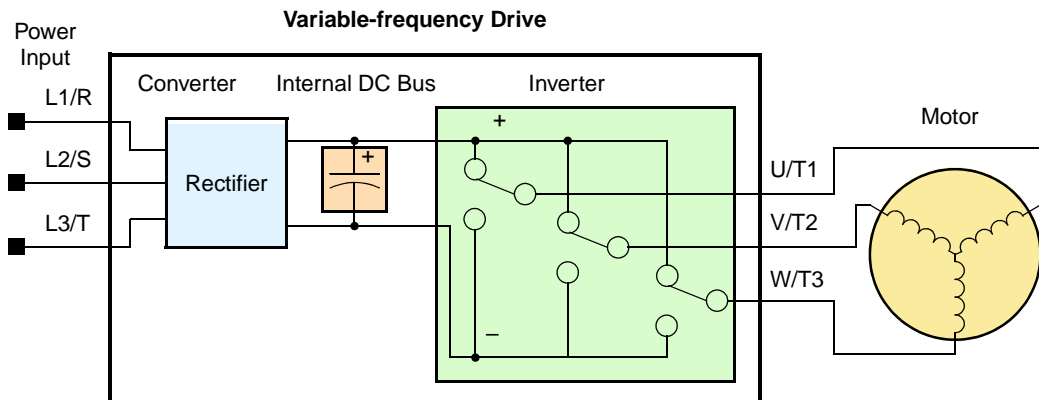 Variable-frequency Drive
Power
Input
Converter
Internal DC Bus
Inverter
Motor
L1/R
L2/S
L3/T
Rectifier
+
+
–
U/T1
V/T2
W/T3